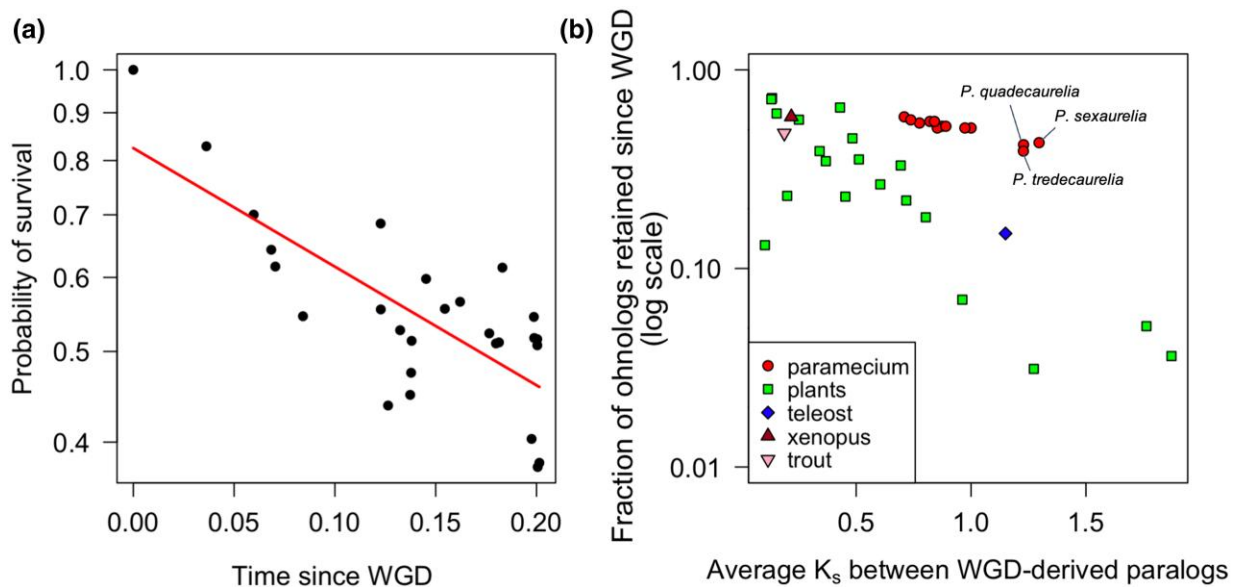 (a)
1.0
0.9
0.8
0.7
0.6
0.5
0.4
Probability of survival
0.00
0.05
0.10
0.15
0.20
Time since WGD
(b)
Fraction of ohnologs retained since WGD
(log scale)
1.00
0.10
0.01
P. quadecaurelia
P. sexaurelia
P. tredecaurelia
paramecium
plants
teleost
xenopus
trout
0.5
1.0
1.5
Average Ks between WGD-derived paralogs